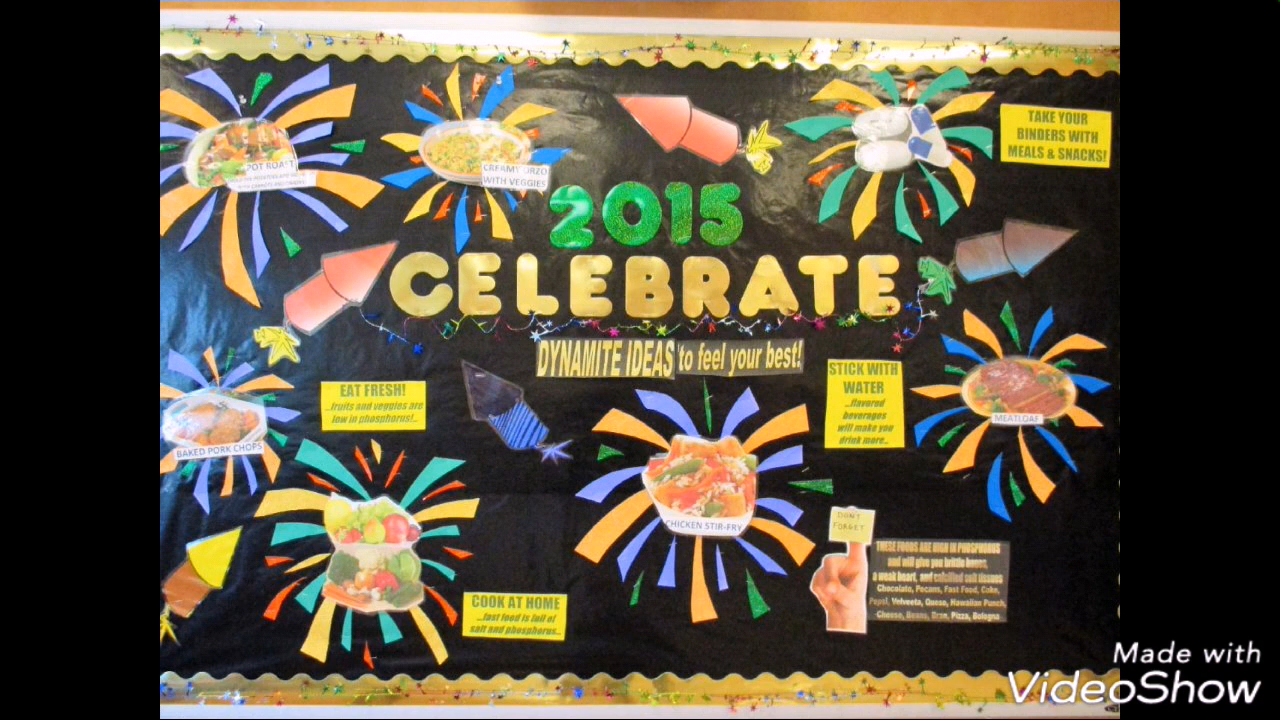 POT ROAST
CREAMY ORZO
WITH VEGGIES
TAKE YOUR
BINDERS WITH
MEALS & SNACKS!
2015
CELEBRATE
DYNAMITE IDEAS to feel your best!
EAT FRESH!
...fruits and veggies are
low in phosphorus!...
STICK WITH
WATER
...flavored
beverages
will make you
drink more...
MEATLOAF
BAKED PORK CHOPS
CHICKEN STIR-FRY
DON'T
FORGET
THESE FOODS ARE HIGH IN PHOSPHORUS
and will give you brittle bones,
a weak heart, and calcified soft tissues
Chocolate, Pecans, Fast Food, Coke,
Pepsi, Velveeta, Queso, Hawaiian Punch,
Cheese, Beans, Bran, Pizza, Bologna
COOK AT HOME
...fast food is full of
salt and phosphorus...
Made with
VideoShow